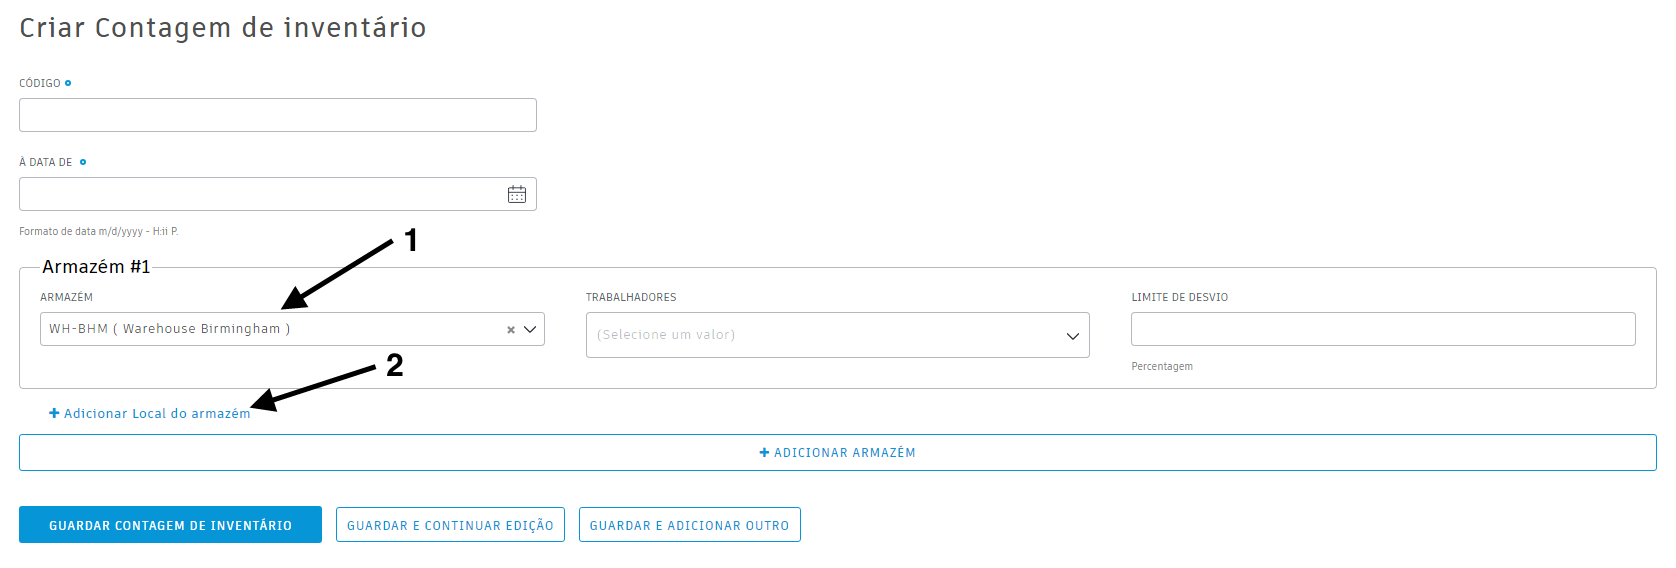 Criar Contagem de inventário
CÓDIGO
À DATA DE
Formato de data m/d/yyyy - H:ii P.
1
Armazém #1
ARMAZÉM TRABALHADORES LIMITE DE DESVIO
WH-BHM ( Warehouse Birmingham ) × (Selecione um valor)
2
Percentagem
+ Adicionar Local do armazém
+ ADICIONAR ARMAZÉM
GUARDAR CONTAGEM DE INVENTÁRIO GUARDAR E CONTINUAR EDIÇÃO GUARDAR E ADICIONAR OUTRO